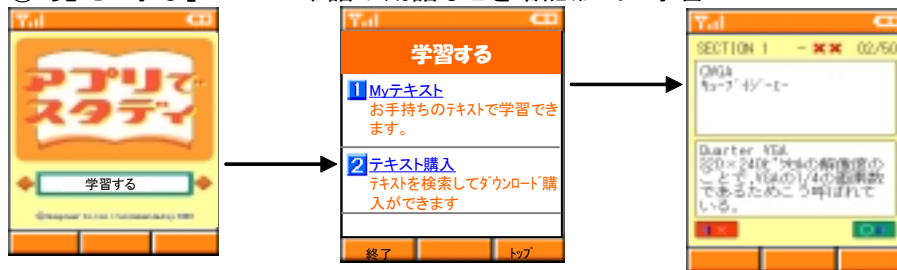 アプリで
スタディ
学習する
学習する
1 Myテキスト
お手持ちのテキストで学習でき
ます。
2 テキスト購入
テキストを検索してダウンロード購
入ができます
終了
トップ
SECTION 1 - ✖✖ 02/50
QVGA
キューブイジーエー
Quarter VGA
320×240ピクセルの解像度の
ことで、VGAの1/4の画素数
であるためこう呼ばれて
いる。